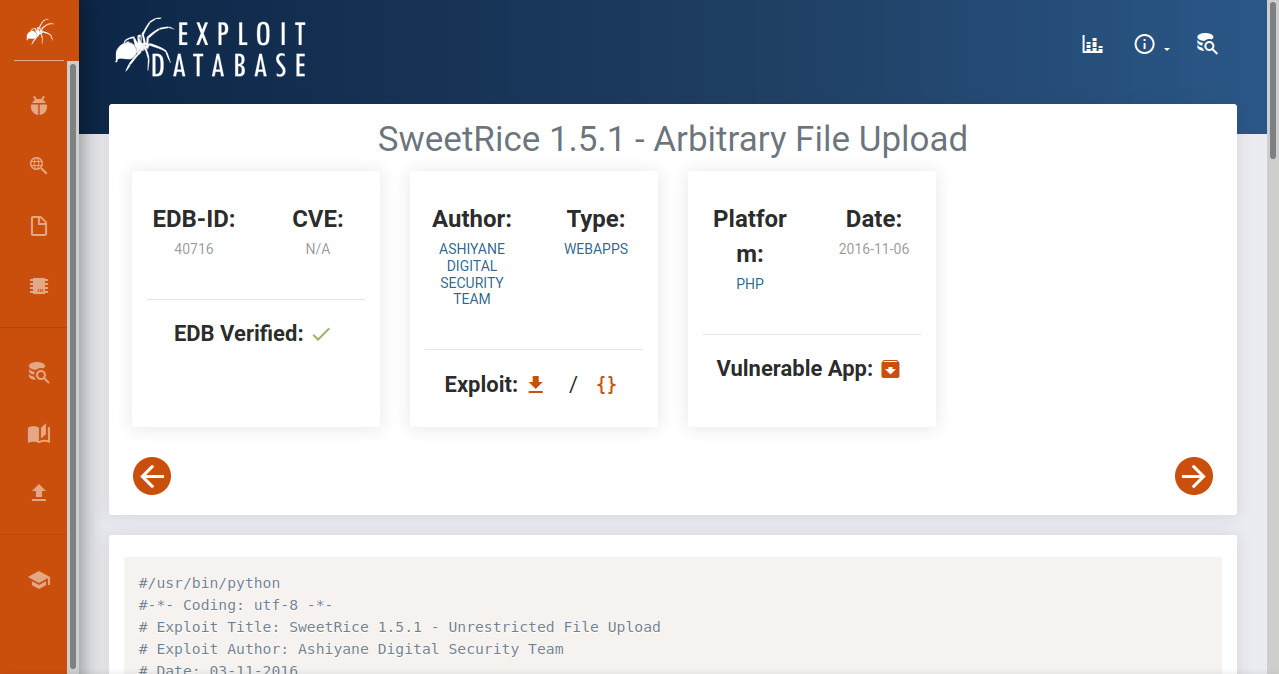 EXPLOIT
DATABASE
SweetRice 1.5.1 - Arbitrary File Upload
EDB-ID:
40716
CVE:
N/A
EDB Verified:
Author:
ASHIYANE
DIGITAL
SECURITY
TEAM
Type:
WEBAPPS
Exploit: / {}
Platfor
m:
PHP
Date:
2016-11-06
Vulnerable App:
#/usr/bin/python
#-*- Coding: utf-8 -*-
# Exploit Title: SweetRice 1.5.1 - Unrestricted File Upload
# Exploit Author: Ashiyane Digital Security Team
# Date: 03-11-2016